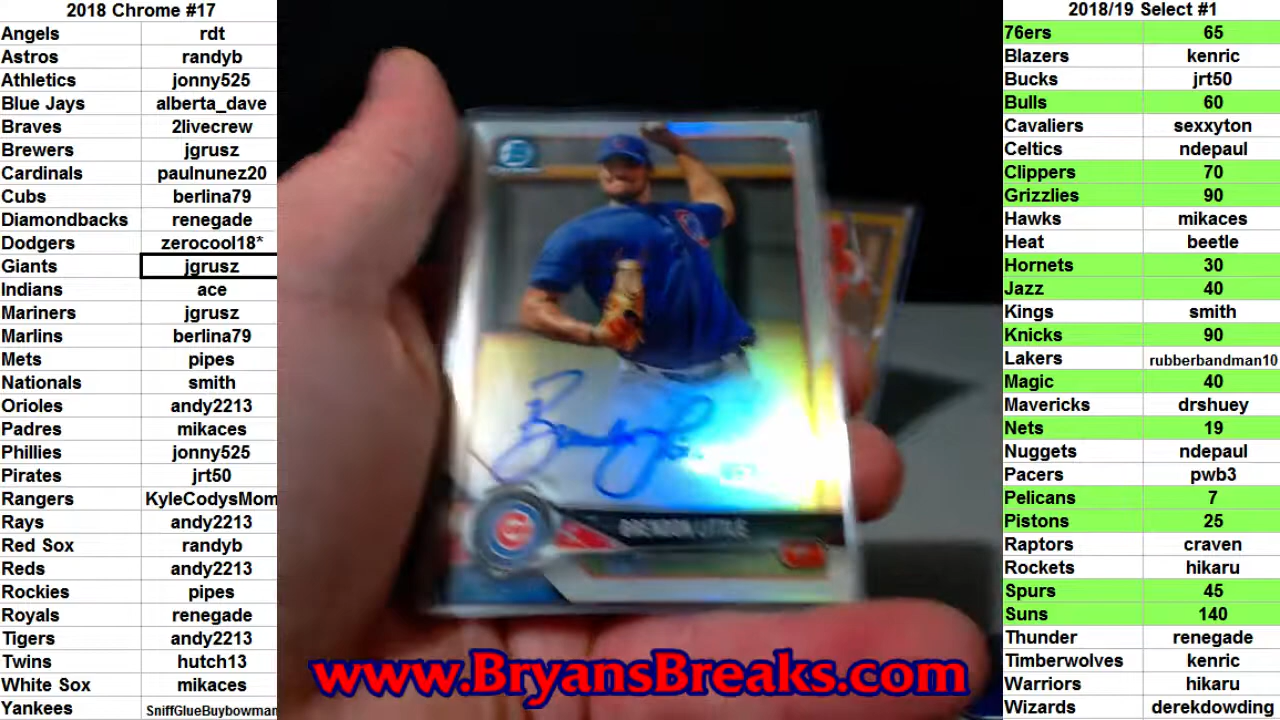 2018 Chrome #17
Angels rdt
Astros randyb
Athletics jonny525
Blue Jays alberta_dave
Braves 2livecrew
Brewers jgrusz
Cardinals paulnunez20
Cubs berlina79
Diamondbacks renegade
Dodgers zerocool18*
Giants jgrusz
Indians ace
Mariners jgrusz
Marlins berlina79
Mets pipes
Nationals smith
Orioles andy2213
Padres mikaces
Phillies jonny525
Pirates jrt50
Rangers KyleCodysMom
Rays andy2213
Red Sox randyb
Reds andy2213
Rockies pipes
Royals renegade
Tigers andy2213
Twins hutch13
White Sox mikaces
Yankees SniffGlueBuybowman
BRENDON LITTLE
www.BryansBreaks.com
2018/19 Select #1
76ers 65
Blazers kenric
Bucks jrt50
Bulls 60
Cavaliers sexxyton
Celtics ndepaul
Clippers 70
Grizzlies 90
Hawks mikaces
Heat beetle
Hornets 30
Jazz 40
Kings smith
Knicks 90
Lakers rubberbandman10
Magic 40
Mavericks drshuey
Nets 19
Nuggets ndepaul
Pacers pwb3
Pelicans 7
Pistons 25
Raptors craven
Rockets hikaru
Spurs 45
Suns 140
Thunder renegade
Timberwolves kenric
Warriors hikaru
Wizards derekdowding